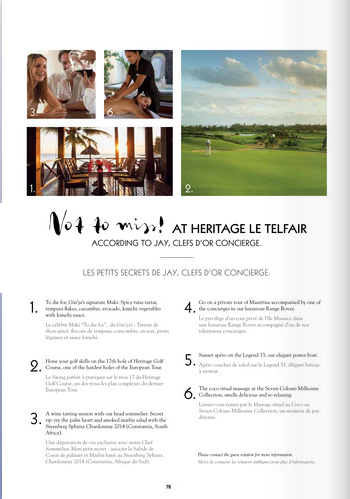 3.
6.
1.
2.
Not to miss! AT HERITAGE LE TELFAIR
ACCORDING TO JAY, CLEFS D'OR CONCIERGE.
LES PETITS SECRETS DE JAY, CLEFS D'OR CONCIERGE.
1. To die for, Gin'ja's signature Maki: Spicy tuna tartar,
tempura flakes, cucumber, avocado, kimchi vegetables
with kimchi sauce.
Le célèbre Maki "To die for", du Gin'ja : Tartare de
thon épicé, flocons de tempura, concombre, avocat, petits
légumes et sauce kimchi.
2. Hone your golf skills on the 17th hole of Heritage Golf
Course, one of the hardest holes of the European Tour.
Le Swing parfait à pratiquer sur le trou 17 du Heritage
Golf Course, un des trous les plus complexes du dernier
European Tour.
3. A wine tasting session with our head sommelier. Secret
tip: try the palm heart and smoked marlin salad with the
Steenberg Sphynx Chardonnay 2014 (Constantia, South
Africa).
Une dégustation de vin exclusive avec notre Chef
Sommelier. Mon petit secret : associer la Salade de
Coeur de palmier et Marlin fumé au Steenberg Sphynx
Chardonnay 2014 (Constantia, Afrique du Sud).
4. Go on a private tour of Mauritius accompanied by one of
the concierges in our luxurious Range Rover.
Le privilège d'un tour privé de l'île Maurice dans
une luxueuse Range Rover accompagné d'un de nos
talentueux concierges
5. Sunset apéro on the Legend 33, our elegant power boat.
Apéro coucher de soleil sur le Legend 33, élégant bateau
à moteur.
6. The coco ritual massage at the Seven Colours Millesime
Collection, smells delicious and so relaxing.
Laissez-vous tenter par le Massage rituel au Coco au
Seven Colours Millesime Collection, un moment de pur
détente.
Please contact the guest relation for more information.
Merci de contacter les relations publiques pour plus d'informations.
78